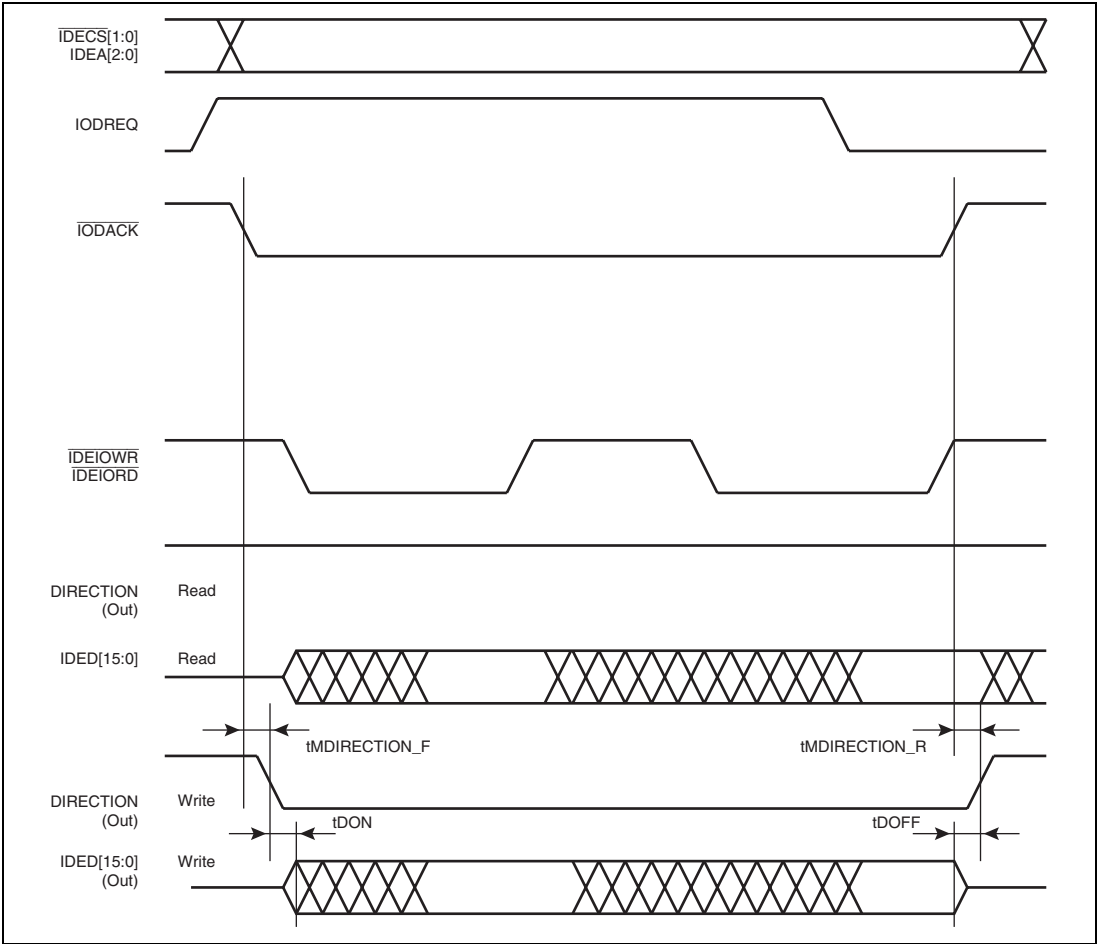 IDECS[1:0]
IDEA[2:0]
IODREQ
IODACK
IDEIOWR
IDEIORD
DIRECTION
(Out)
Read
IDED[15:0]
Read
tMDIRECTION_F
tMDIRECTION_R
DIRECTION
(Out)
Write
tDON
tDOFF
IDED[15:0]
(Out)
Write